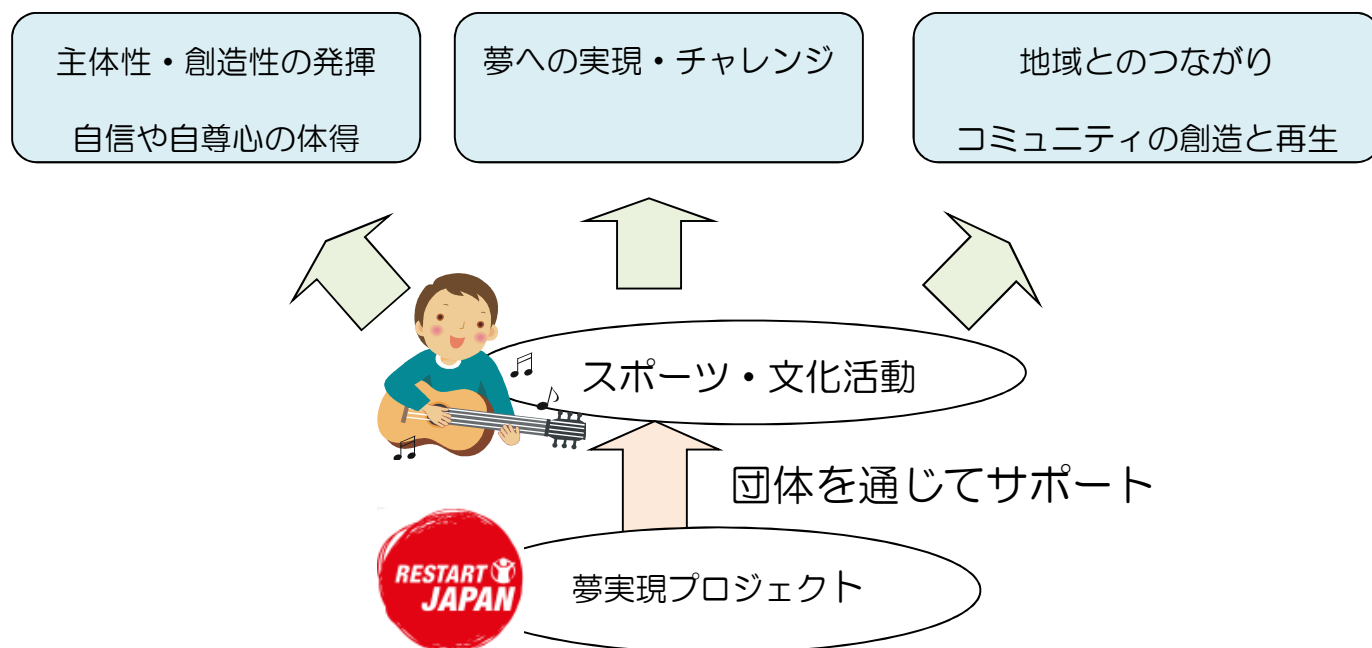 主体性・創造性の発揮
自信や自尊心の体得
夢への実現・チャレンジ
地域とのつながり
コミュニティの創造と再生
スポーツ・文化活動
団体を通じてサポート
RESTART
JAPAN
夢実現プロジェクト